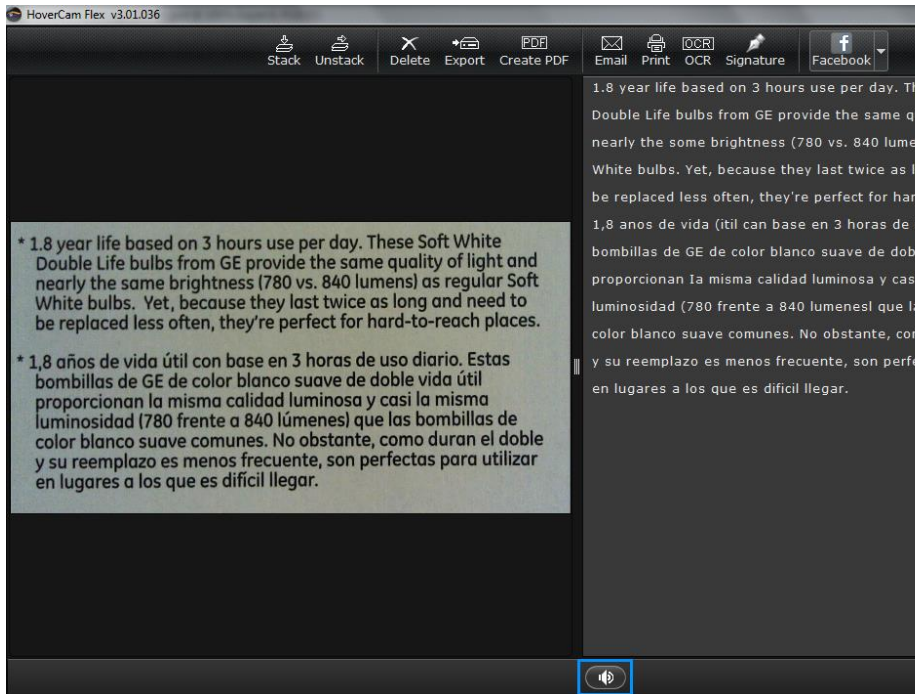 HoverCam Flex v3.01.036
Stack Unstack Delete Export Create PDF Email Print OCR Signature Facebook
PDF OCR f
* 1.8 year life based on 3 hours use per day. These Soft White
Double Life bulbs from GE provide the same quality of light and
nearly the same brightness (780 vs. 840 lumens) as regular Soft
White bulbs. Yet, because they last twice as long and need to
be replaced less often, they're perfect for hard-to-reach places.
* 1,8 años de vida útil con base en 3 horas de uso diario. Estas
bombillas de GE de color blanco suave de doble vida útil
proporcionan la misma calidad luminosa y casi la misma
luminosidad (780 frente a 840 lúmenes) que las bombillas de
color blanco suave comunes. No obstante, como duran el doble
y su reemplazo es menos frecuente, son perfectas para utilizar
en lugares a los que es difícil llegar.
1.8 year life based on 3 hours use per day. Th
Double Life bulbs from GE provide the same q
nearly the some brightness (780 vs. 840 lume
White bulbs. Yet, because they last twice as l
be replaced less often, they're perfect for har
1,8 anos de vida (itil can base en 3 horas de
bombillas de GE de color blanco suave de dob
proporcionan Ia misma calidad luminosa y cas
luminosidad (780 frente a 840 lumenesl que la
color blanco suave comunes. No obstante, cor
y su reemplazo es menos frecuente, son perfe
en lugares a los que es dificil llegar.